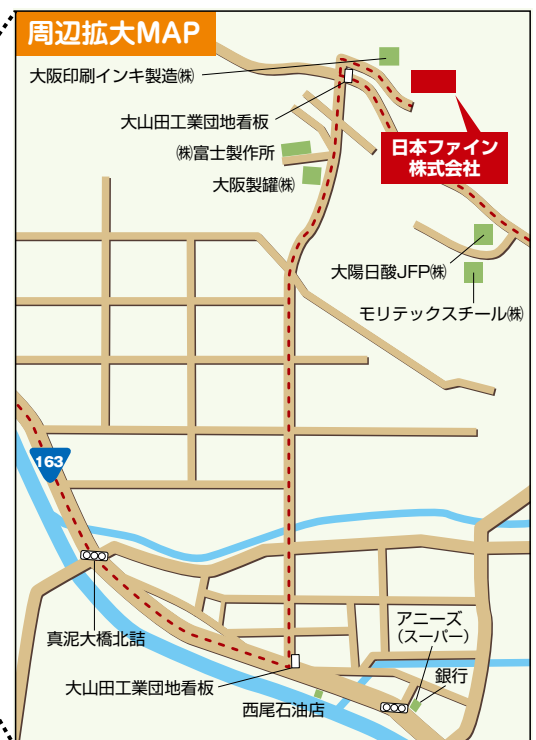 周辺拡大MAP
大阪印刷インキ製造㈱
大山田工業団地看板
㈱富士製作所
日本ファイン
株式会社
大阪製罐㈱
大陽日酸JFP㈱
モリテックスチール㈱
163
アニーズ
（スーパー）
真泥大橋北詰
銀行
大山田工業団地看板
西尾石油店